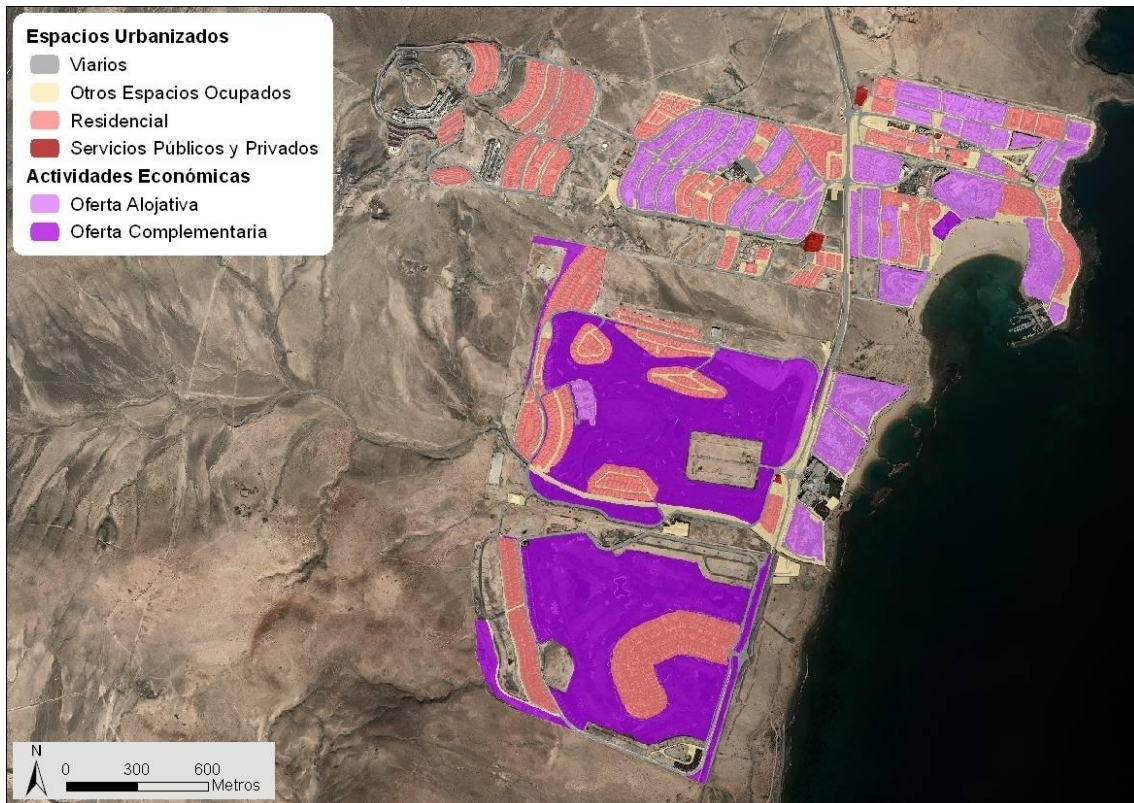 Espacios Urbanizados
Viarios
Otros Espacios Ocupados
Residencial
Servicios Públicos y Privados
Actividades Económicas
Oferta Alojativa
Oferta Complementaria
N
0 300 600
Metros